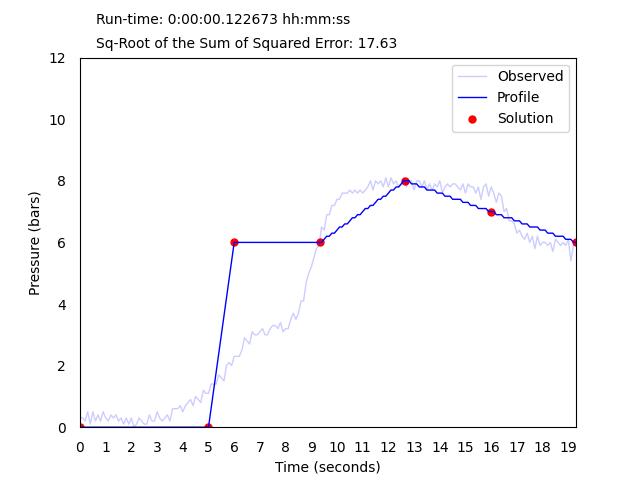 Run-time: 0:00:00.122673 hh:mm:ss
Sq-Root of the Sum of Squared Error: 17.63
12
10
8
6
4
2
0
Pressure (bars)
Observed
Profile
Solution
0 1 2 3 4 5 6 7 8 9 10 11 12 13 14 15 16 17 18 19
Time (seconds)